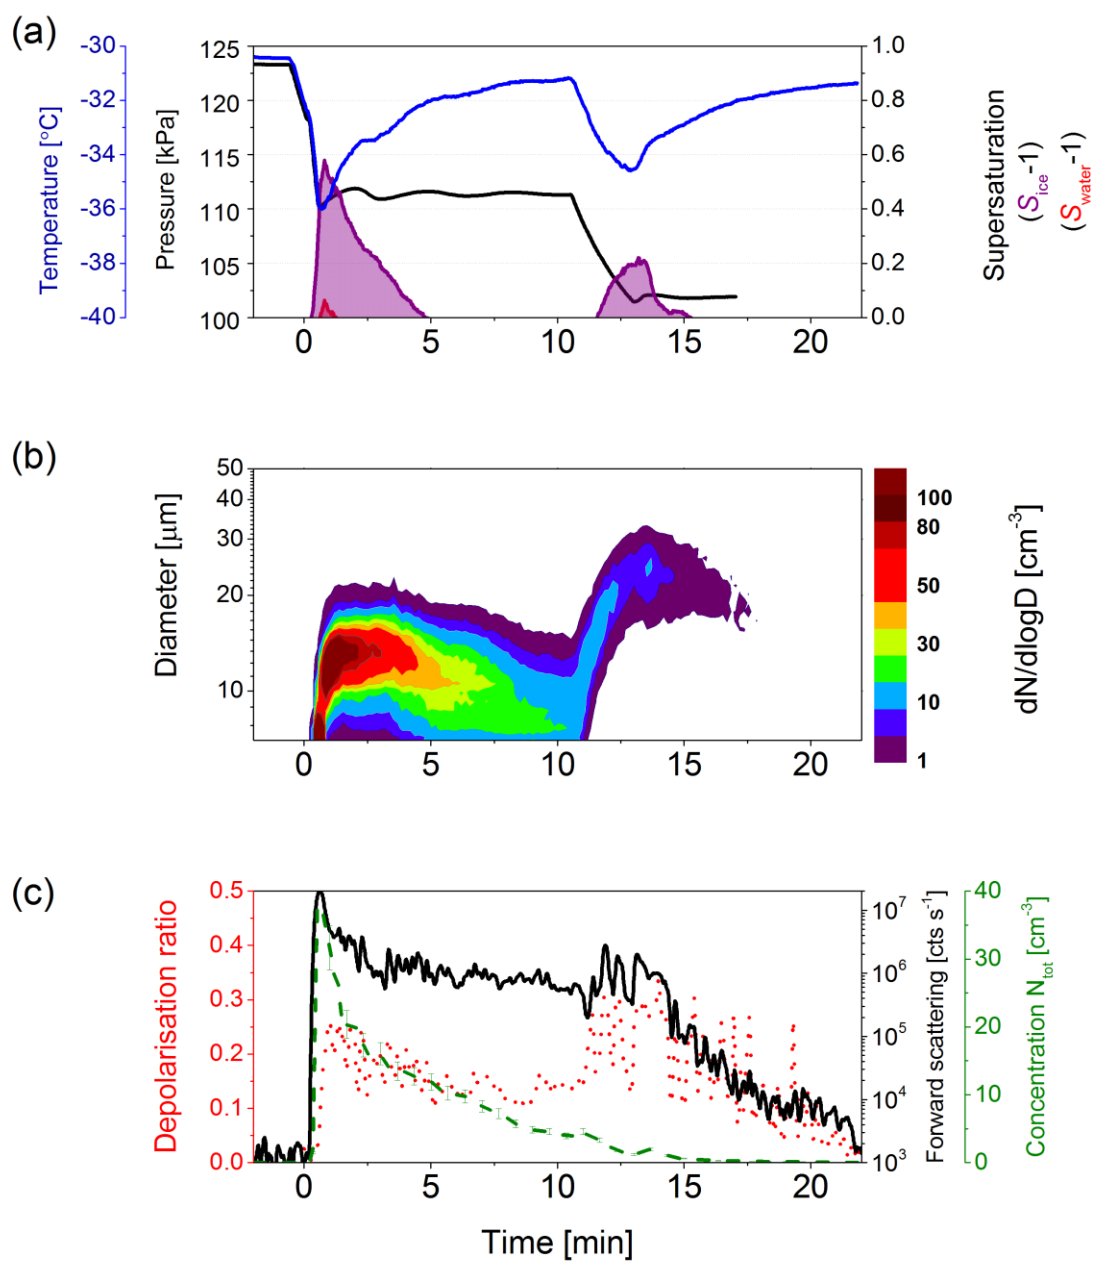 (a)
-30
-32
-34
-36
-38
-40
Temperature [°C]
125
120
115
110
105
100
Pressure [kPa]
1.0
0.8
0.6
0.4
0.2
0.0
Supersaturation
(Sice-1)
(Swater-1)
0 5 10 15 20
(b)
50
40
30
20
10
Diameter [μm]
0 5 10 15 20
100
80
50
30
10
1
dN/dlogD [cm-3]
(c)
0.5
0.4
0.3
0.2
0.1
0.0
Depolarisation ratio
10^7
10^6
10^5
10^4
10^3
Forward scattering [cts s-1]
40
30
20
10
0
Concentration Ntot [cm-3]
0 5 10 15 20
Time [min]